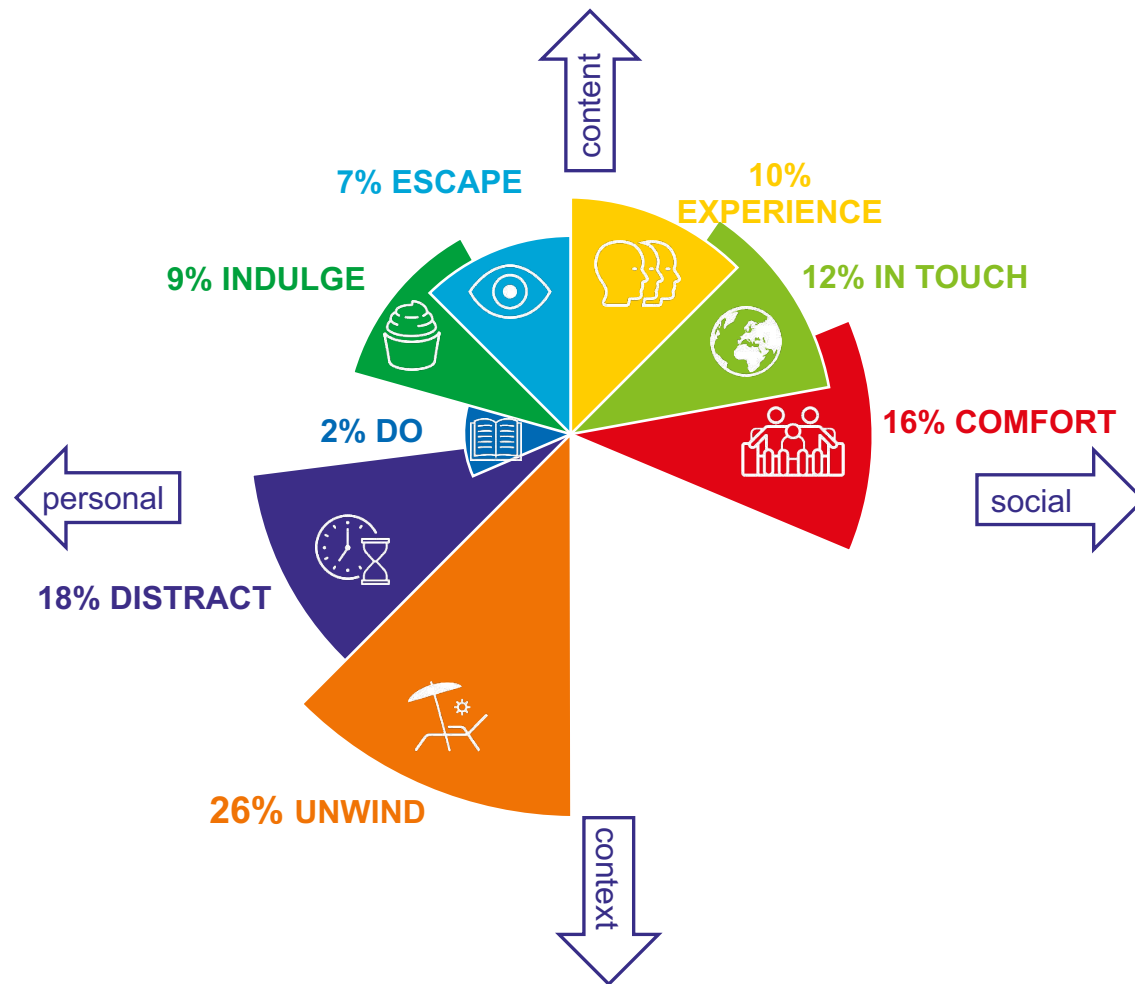 content
7% ESCAPE
10%
EXPERIENCE
9% INDULGE
12% IN TOUCH
2% DO
16% COMFORT
personal
social
18% DISTRACT
26% UNWIND
context